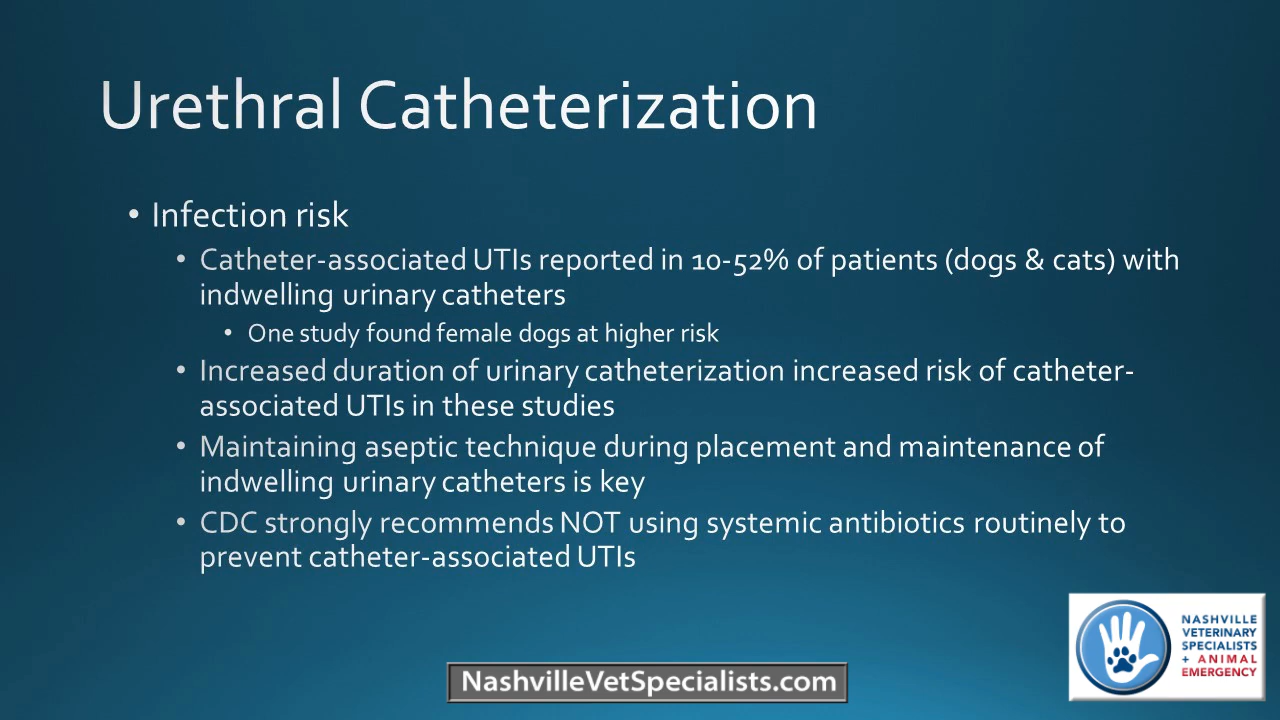 Urethral Catheterization
• Infection risk
• Catheter-associated UTIs reported in 10-52% of patients (dogs & cats) with
indwelling urinary catheters
• One study found female dogs at higher risk
• Increased duration of urinary catheterization increased risk of catheter-
associated UTIs in these studies
• Maintaining aseptic technique during placement and maintenance of
indwelling urinary catheters is key
• CDC strongly recommends NOT using systemic antibiotics routinely to
prevent catheter-associated UTIs
NASHVILLE
VETERINARY
SPECIALISTS
+ ANIMAL
EMERGENCY
NashvilleVetSpecialists.com